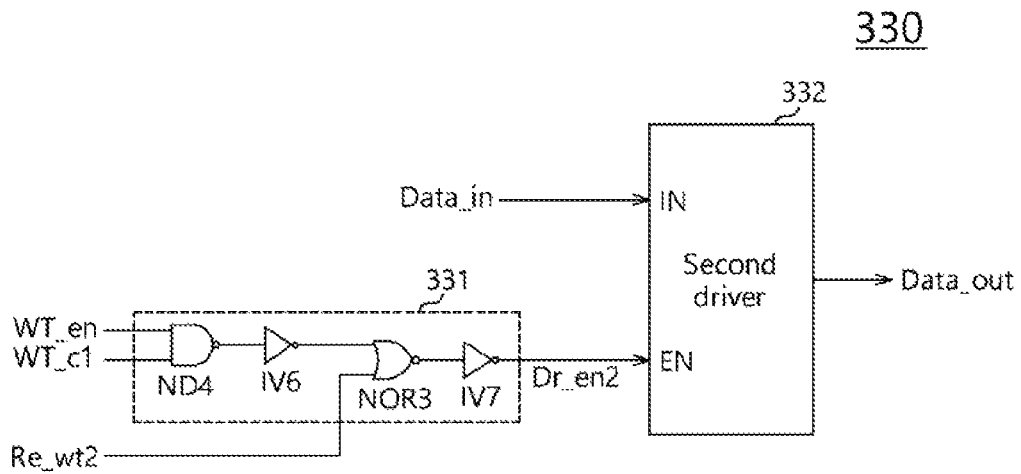 330
332
Data_in
IN
Second
driver
Data_out
331
WT_en
WT_c1
ND4
IV6
NOR3
IV7
Dr_en2
EN
Re_wt2